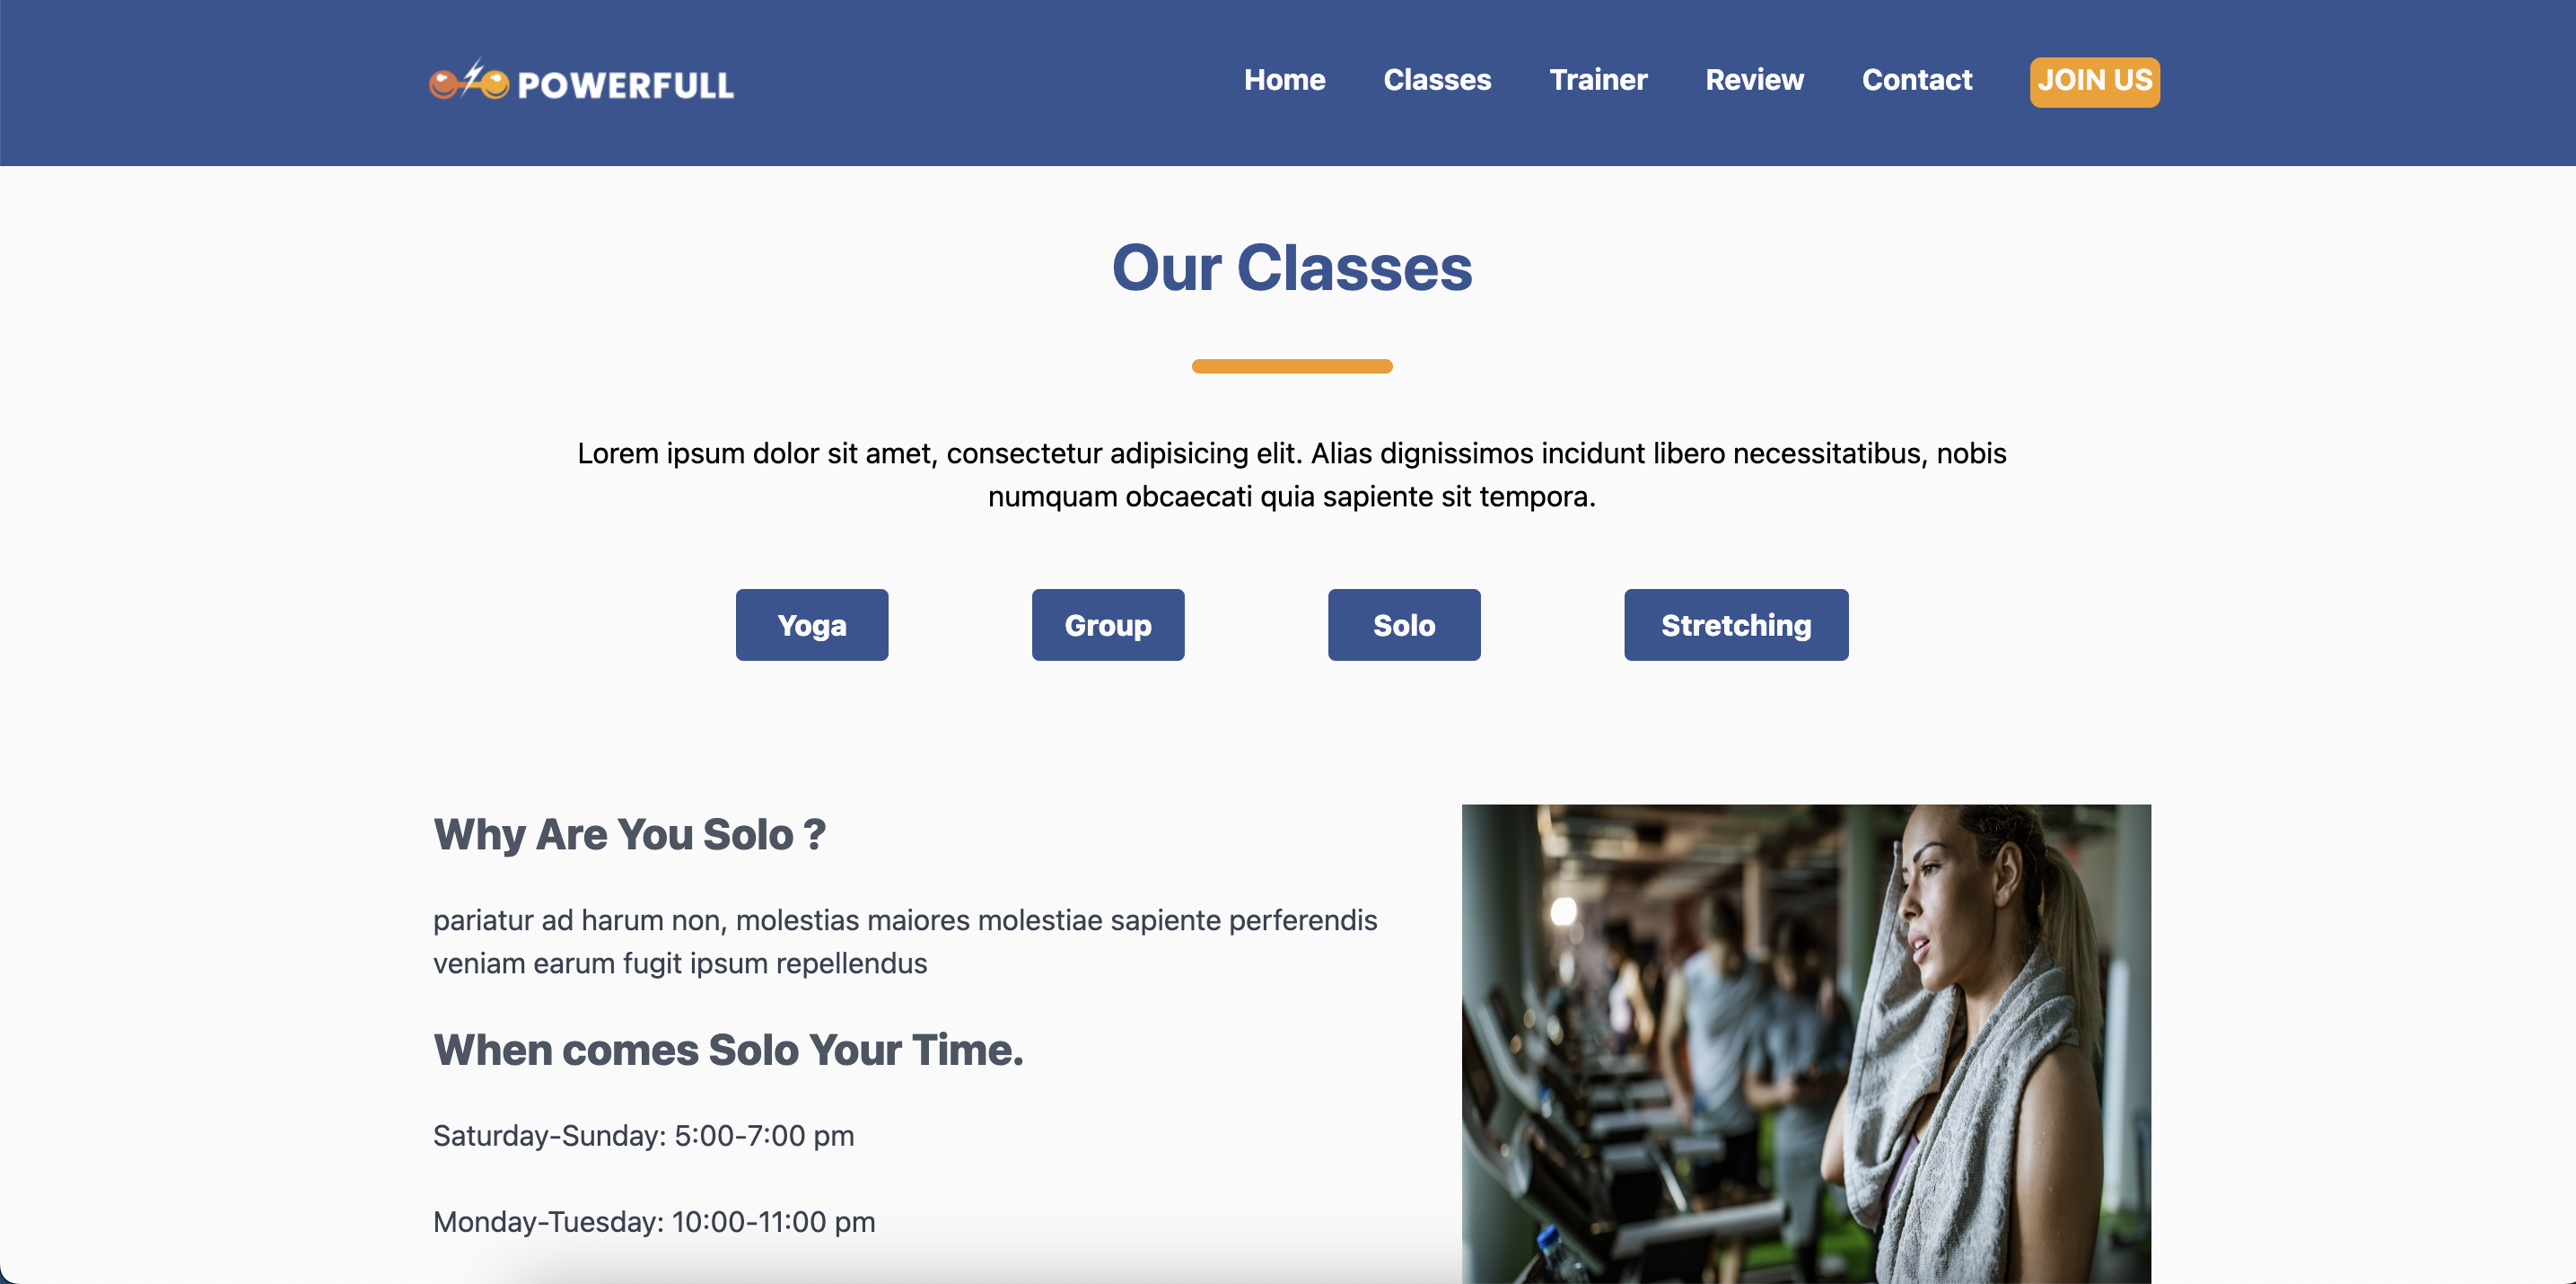 POWERFULL
Home Classes Trainer Review Contact JOIN US
Our Classes
Lorem ipsum dolor sit amet, consectetur adipisicing elit. Alias dignissimos incidunt libero necessitatibus, nobis
numquam obcaecati quia sapiente sit tempora.
Yoga Group Solo Stretching
Why Are You Solo ?
pariatur ad harum non, molestias maiores molestiae sapiente perferendis
veniam earum fugit ipsum repellendus
When comes Solo Your Time.
Saturday-Sunday: 5:00-7:00 pm
Monday-Tuesday: 10:00-11:00 pm